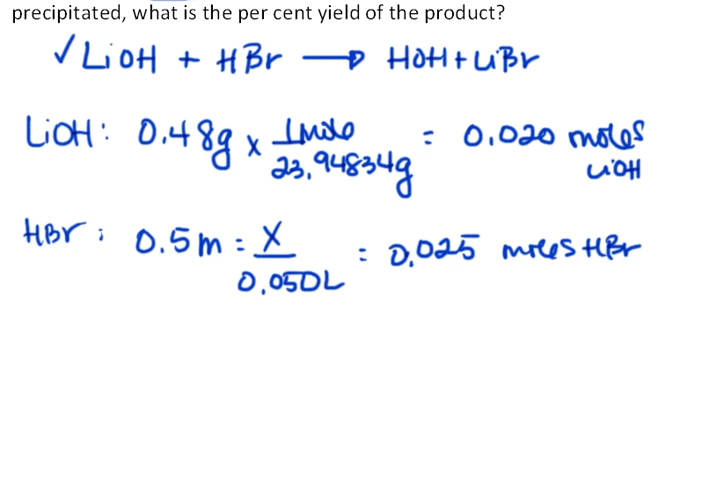 precipitated, what is the per cent yield of the product?
✓ LiOH + HBr → HOH + LiBr
LiOH: 0.48g x 1 mole / 23.94834g = 0.020 moles LiOH
HBr: 0.5m = X / 0.050L = 0.025 moles HBr